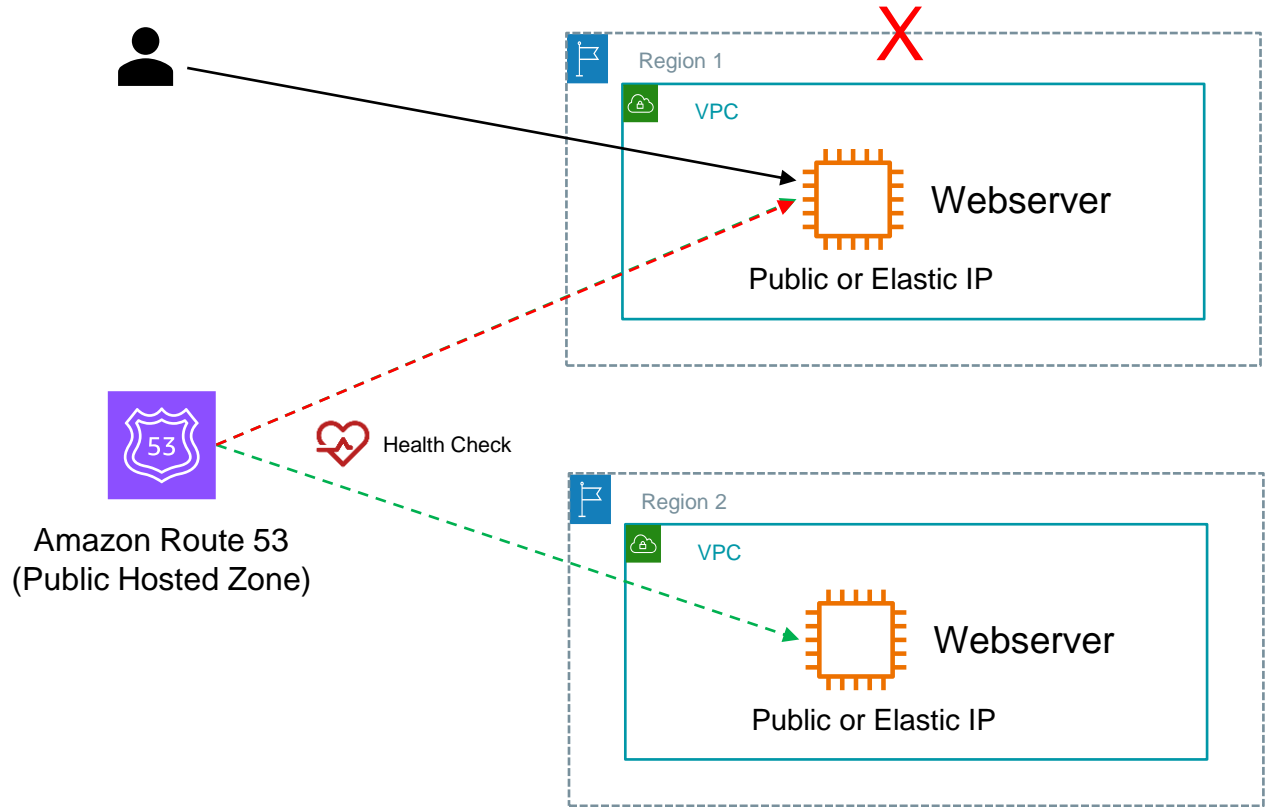 X
Region 1
VPC
Webserver
Public or Elastic IP
53
Health Check
Amazon Route 53
(Public Hosted Zone)
Region 2
VPC
Webserver
Public or Elastic IP